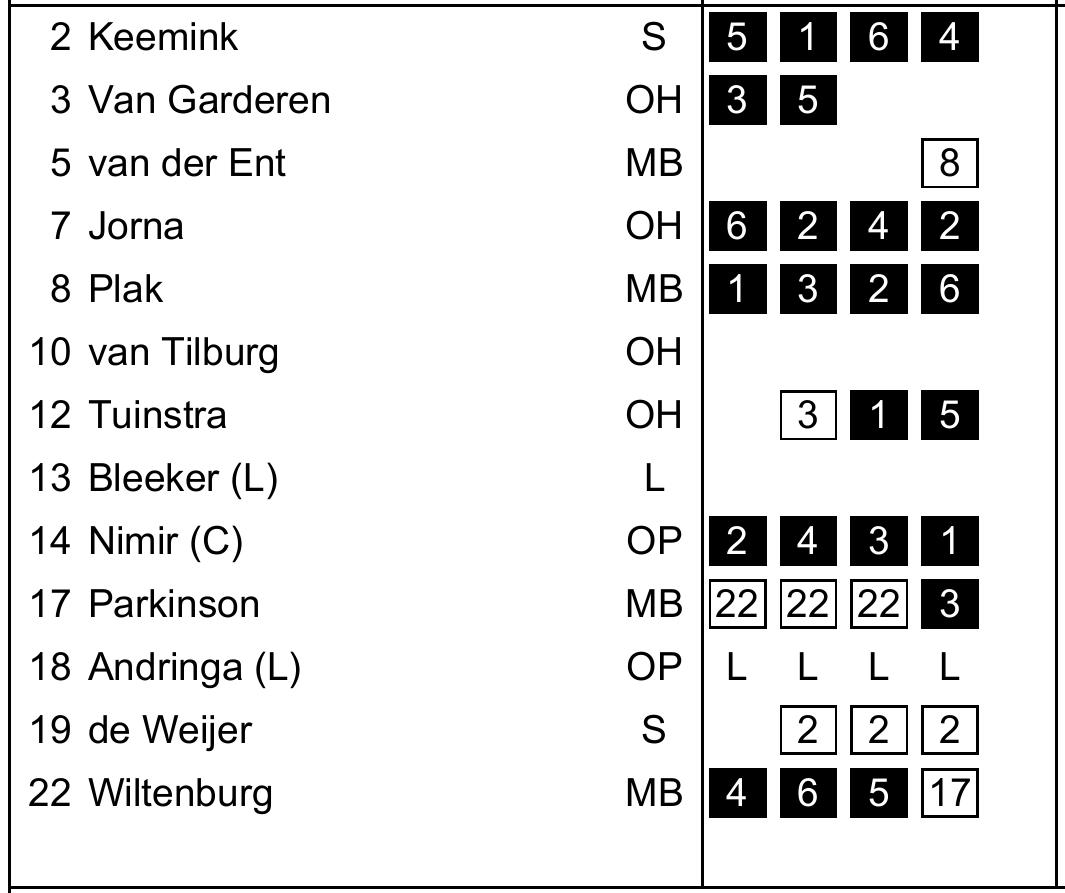 2 Keemink S 5 1 6 4
3 Van Garderen OH 3 5
5 van der Ent MB 8
7 Jorna OH 6 2 4 2
8 Plak MB 1 3 2 6
10 van Tilburg OH
12 Tuinstra OH 3 1 5
13 Bleeker (L) L
14 Nimir (C) OP 2 4 3 1
17 Parkinson MB 22 22 22 3
18 Andringa (L) OP L L L L
19 de Weijer S 2 2 2
22 Wiltenburg MB 4 6 5 17